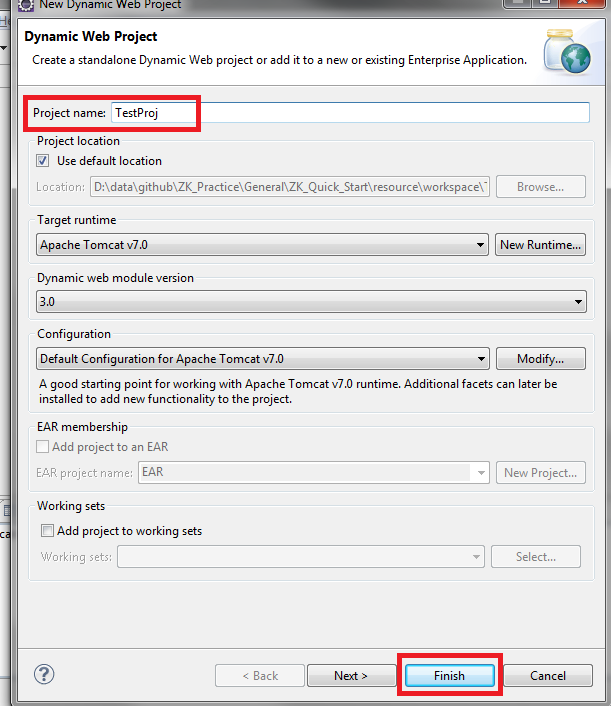 New Dynamic Web Project
Dynamic Web Project
Create a standalone Dynamic Web project or add it to a new or existing Enterprise Application.
Project name: TestProj
Project location
Use default location
Location: D:\data\github\ZK_Practice\General\ZK_Quick_Start\resource\workspace\ Browse...
Target runtime
Apache Tomcat v7.0 New Runtime...
Dynamic web module version
3.0
Configuration
Default Configuration for Apache Tomcat v7.0 Modify...
A good starting point for working with Apache Tomcat v7.0 runtime. Additional facets can later be
installed to add new functionality to the project.
EAR membership
Add project to an EAR
EAR project name: EAR New Project...
Working sets
Add project to working sets
Working sets: Select...
? < Back Next > Finish Cancel